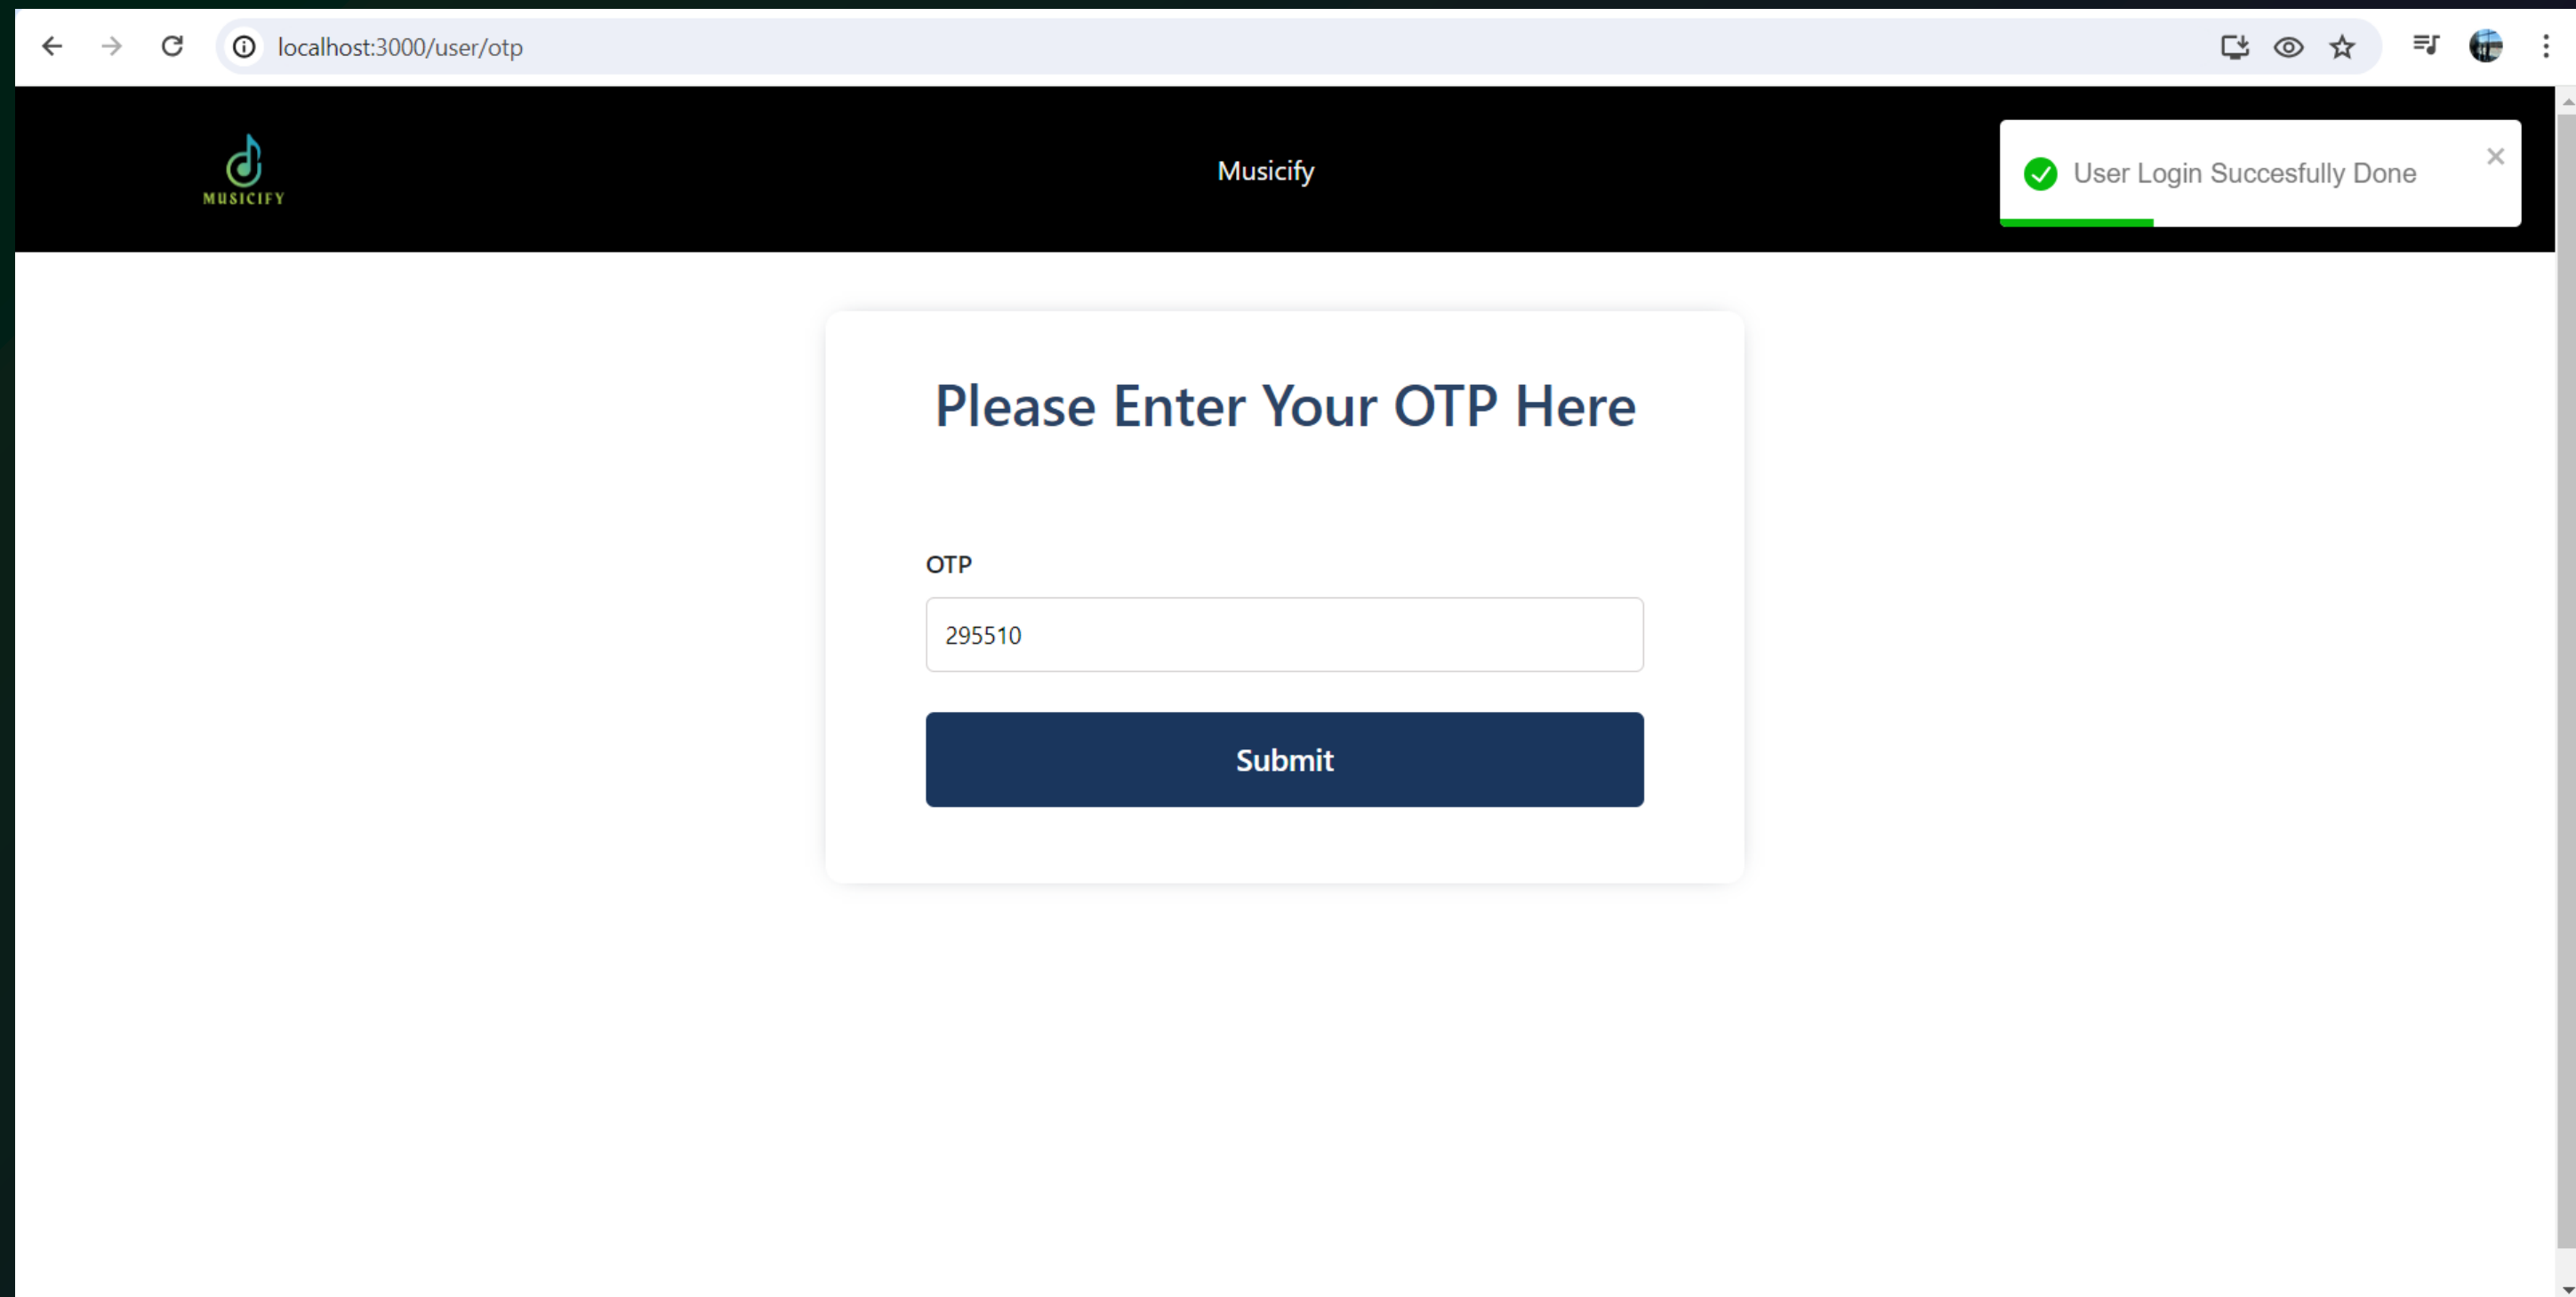 localhost:3000/user/otp
MUSICIFY
Musicify
User Login Succesfully Done
Please Enter Your OTP Here
OTP
295510
Submit